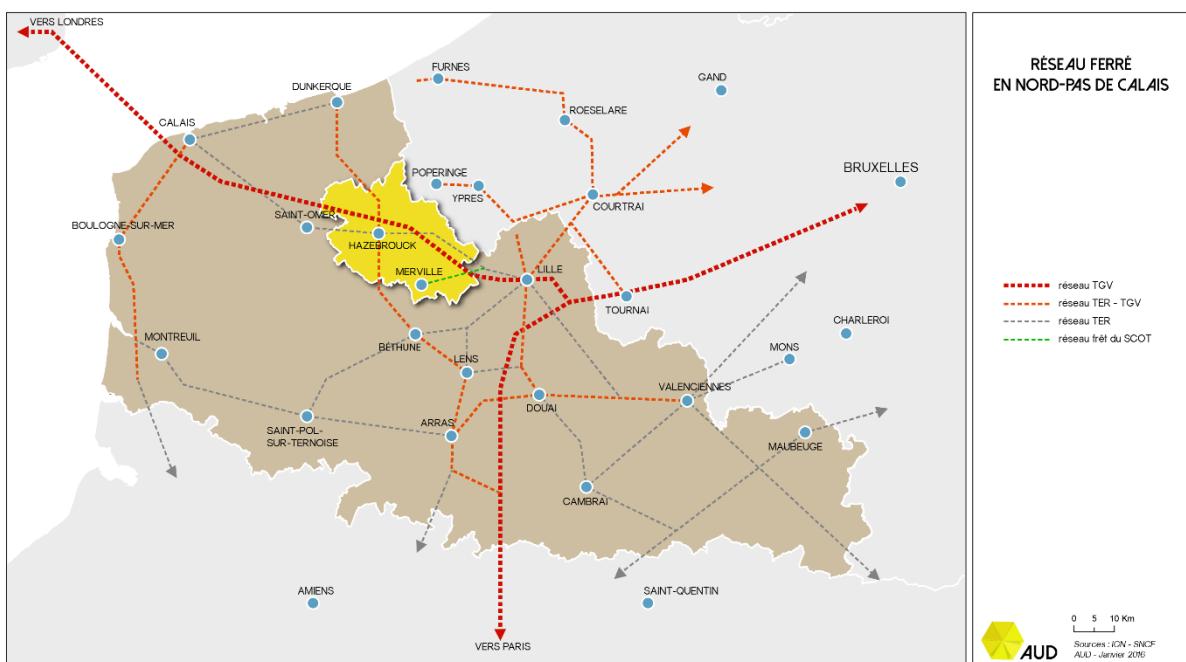 VERS LONDRES
RÉSEAU FERRÉ
EN NORD-PAS DE CALAIS
FURNES
GAND
DUNKERQUE
ROESELARE
CALAIS
BRUXELLES
POPERINGE
YPRES
COURTRAI
SAINT-OMER
BOULOGNE-SUR-MER
HAZEBROUCK
MERVILLE
LILLE
TOURNAI
réseau TGV
réseau TER - TGV
réseau TER
réseau frêt du SCOT
CHARLEROI
MONTREUIL
BÉTHUNE
MONS
LENS
VALENCIENNES
DOUAI
SAINT-POL-
SUR-TERNOISE
ARRAS
MAUBEUGE
CAMBRAI
AMIENS
SAINT-QUENTIN
VERS PARIS
0 5 10 Km
AUD
Sources : IGN - SNCF
AUD - Janvier 2016